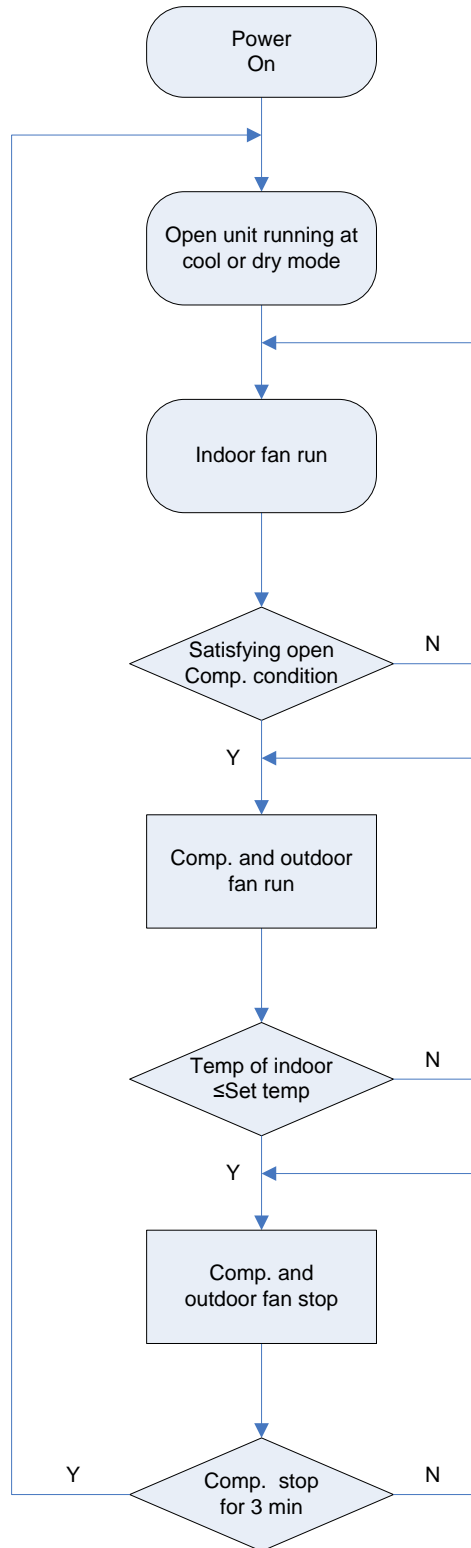 Power
On
Open unit running at
cool or dry mode
Indoor fan run
Satisfying open
Comp. condition
N
Y
Comp. and outdoor
fan run
Temp of indoor
≤Set temp
N
Y
Comp. and
outdoor fan stop
Y
Comp. stop
for 3 min
N